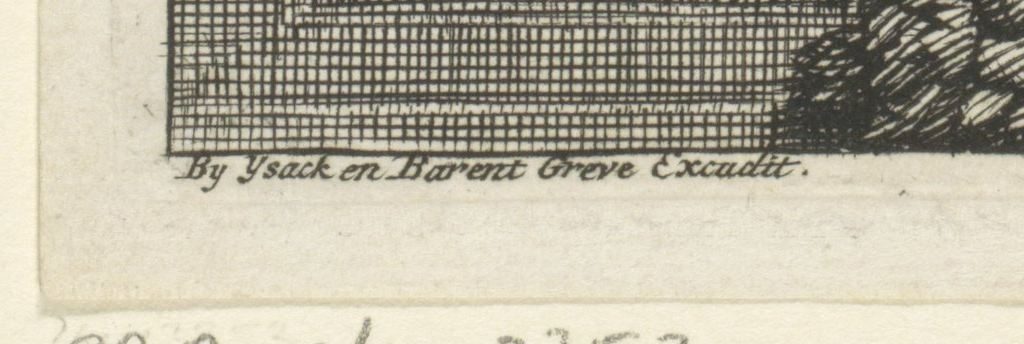 By Ysack en Barent Greve Excudit.